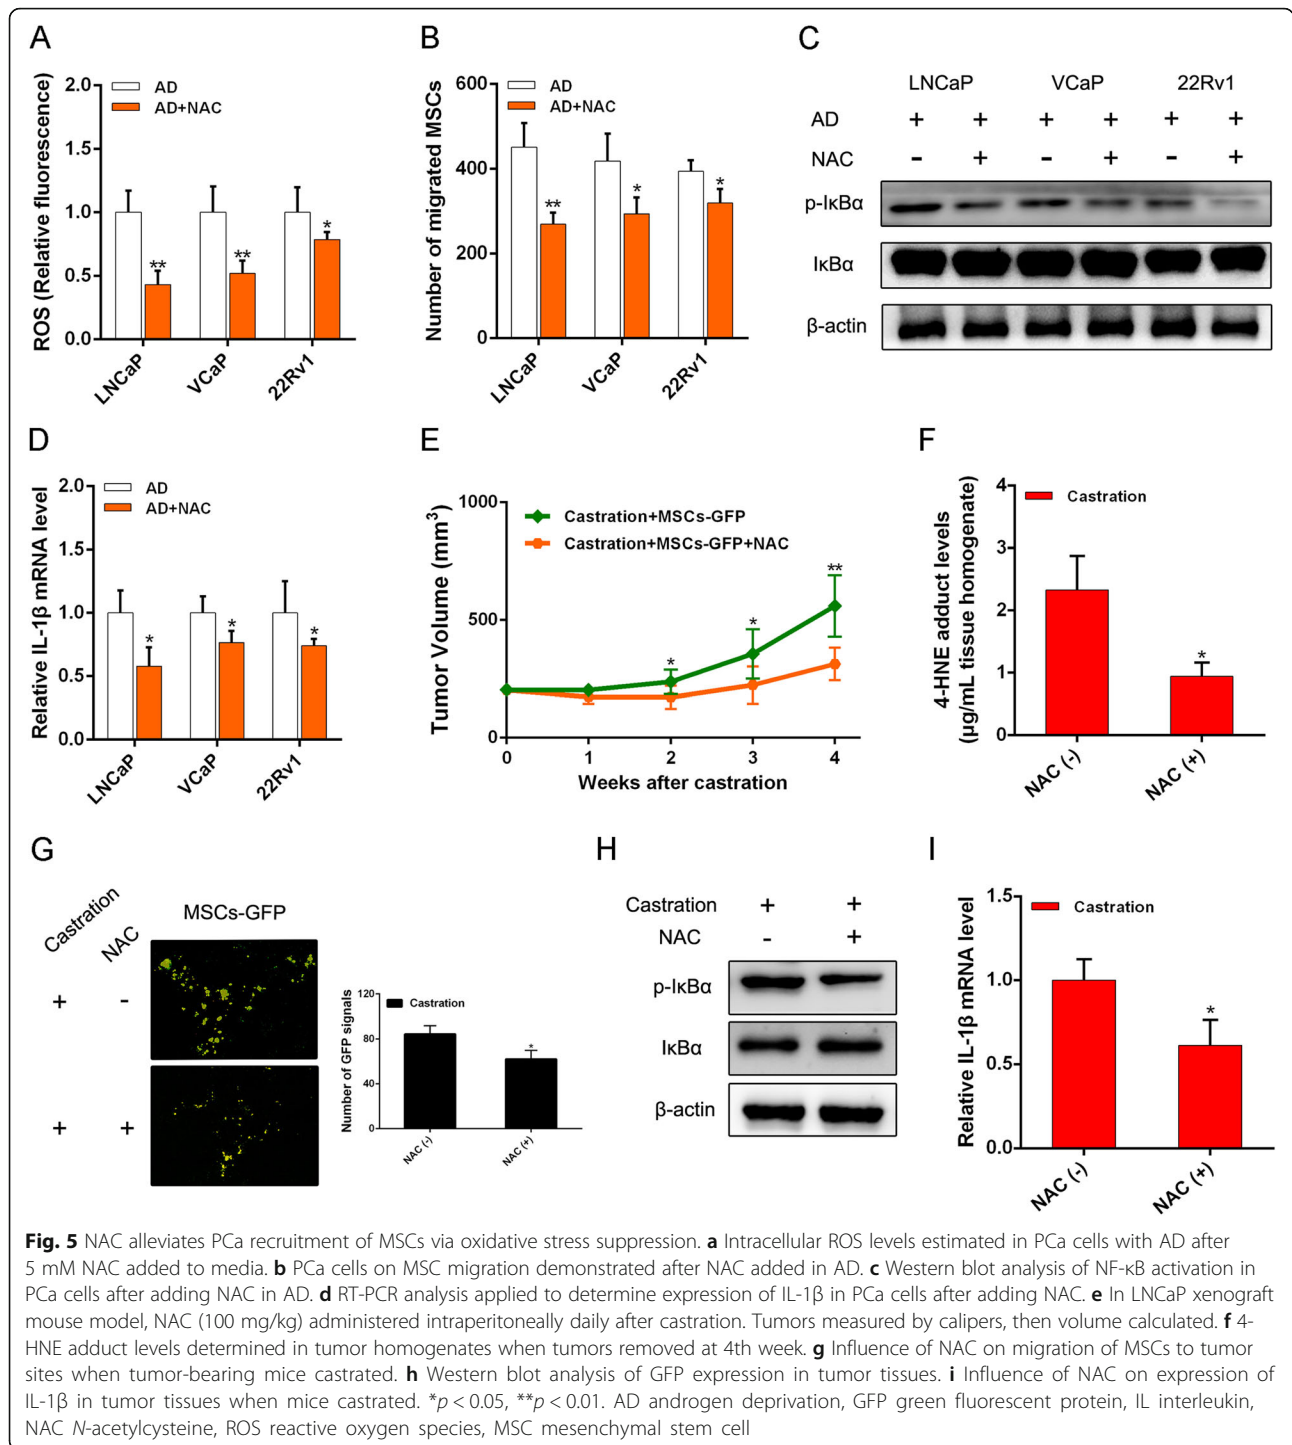 A
ROS (Relative fluorescence)
2.0
1.5
1.0
0.5
0.0
AD
AD+NAC
**
**
*
LNCaP
VCaP
22Rv1
B
Number of migrated MSCs
600
400
200
0
AD
AD+NAC
**
*
*
LNCaP
VCaP
22Rv1
C
LNCaP VCaP 22Rv1
AD + + + + + +
NAC - + - + - +
p-IκBα
IκBα
β-actin
D
Relative IL-1β mRNA level
2.0
1.5
1.0
0.5
0.0
AD
AD+NAC
*
*
*
LNCaP
VCaP
22Rv1
E
Tumor Volume (mm³)
1000
500
0
Castration+MSCs-GFP
Castration+MSCs-GFP+NAC
*
*
**
0 1 2 3 4
Weeks after castration
F
4-HNE adduct levels
(µg/mL tissue homogenate)
4
3
2
1
0
Castration
*
NAC (-)
NAC (+)
G
Castration
NAC
MSCs-GFP
+ -
+ +
Number of GFP signals
120
80
40
0
Castration
*
NAC (-)
NAC (+)
H
Castration + +
NAC - +
p-IκBα
IκBα
β-actin
I
Relative IL-1β mRNA level
1.5
1.0
0.5
0.0
Castration
*
NAC (-)
NAC (+)
Fig. 5 NAC alleviates PCa recruitment of MSCs via oxidative stress suppression. a Intracellular ROS levels estimated in PCa cells with AD after
5 mM NAC added to media. b PCa cells on MSC migration demonstrated after NAC added in AD. c Western blot analysis of NF-κB activation in
PCa cells after adding NAC in AD. d RT-PCR analysis applied to determine expression of IL-1β in PCa cells after adding NAC. e In LNCaP xenograft
mouse model, NAC (100 mg/kg) administered intraperitoneally daily after castration. Tumors measured by calipers, then volume calculated. f 4-
HNE adduct levels determined in tumor homogenates when tumors removed at 4th week. g Influence of NAC on migration of MSCs to tumor
sites when tumor-bearing mice castrated. h Western blot analysis of GFP expression in tumor tissues. i Influence of NAC on expression of
IL-1β in tumor tissues when mice castrated. *p < 0.05, **p < 0.01. AD androgen deprivation, GFP green fluorescent protein, IL interleukin,
NAC N-acetylcysteine, ROS reactive oxygen species, MSC mesenchymal stem cell